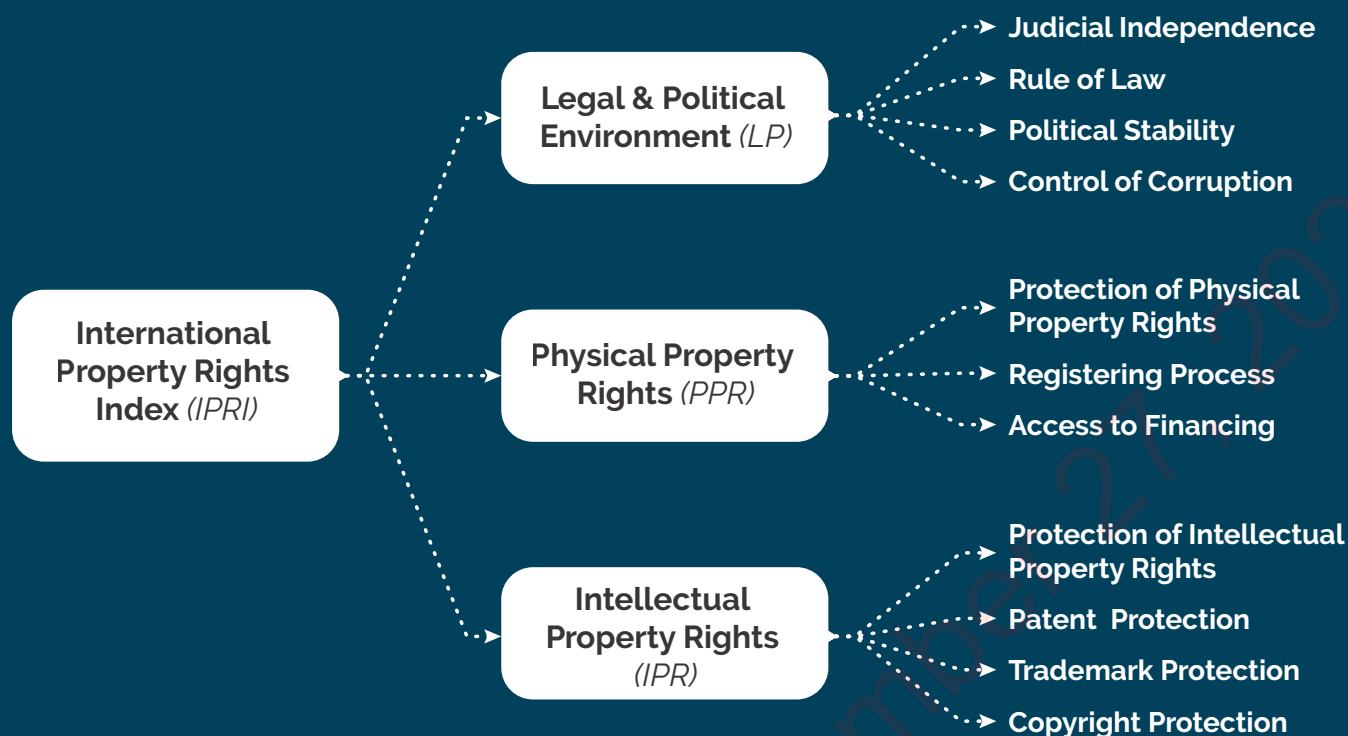 International
Property Rights
Index (IPRI)
Legal & Political
Environment (LP)
Judicial Independence
Rule of Law
Political Stability
Control of Corruption
Physical Property
Rights (PPR)
Protection of Physical
Property Rights
Registering Process
Access to Financing
Intellectual
Property Rights
(IPR)
Protection of Intellectual
Property Rights
Patent  Protection
Trademark Protection
Copyright Protection